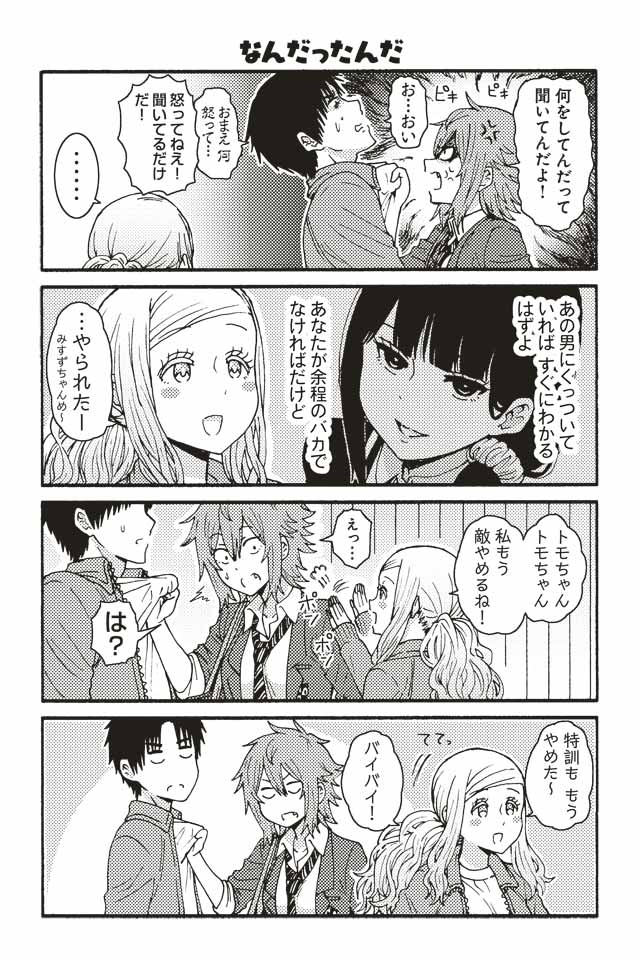 なんだったんだ
何をしてんだって
聞いてんだよ！
ピキ
ピキ
お…おい
おまえ 何
怒って…
怒ってねえ！
聞いてるだけ
だ！
・・・・・・
あの男にくっついて
いれば すぐにわかる
はずよ
あなたが余程のバカで
なければだけど
…やられたー
みすずちゃんめ～
トモちゃん
トモちゃん
私もう
敵やめるね！
えっ…
ポン
ポン
は？
特訓も もう
やめた～
ててっ
バイバイ！